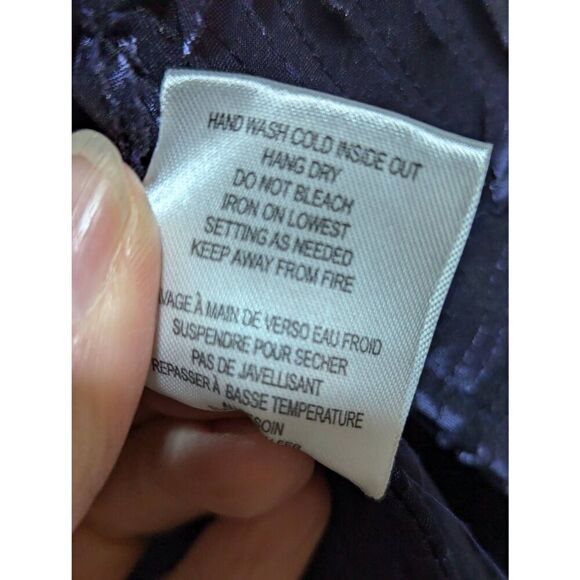 HAND WASH COLD INSIDE OUT
HANG DRY
DO NOT BLEACH
IRON ON LOWEST
SETTING AS NEEDED
KEEP AWAY FROM FIRE
À MAIN DE VERSO EAU FROID
SUSPENDRE POUR SECHER
PAS DE JAVELLISANT
REPASSER À BASSE TEMPERATURE